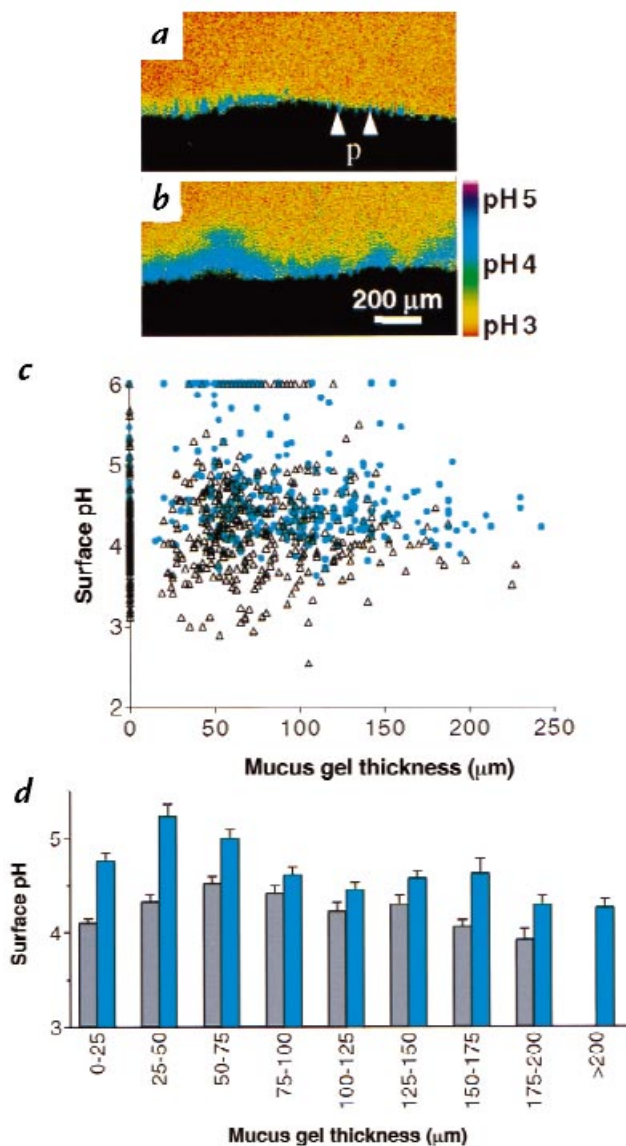 a
p
b
pH 5
pH 4
200 μm
pH 3
c
6
5
4
3
2
Surface pH
0 50 100 150 200 250
Mucus gel thickness (μm)
d
5
4
3
Surface pH
0-25 25-50 50-75 75-100 100-125 125-150 150-175 175-200 >200
Mucus gel thickness (μm)